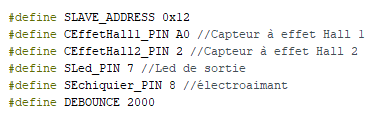 #define SLAVE_ADDRESS 0x12
#define CEffetHall1_PIN A0 //Capteur à effet Hall 1
#define CEffetHall2_PIN 2 //Capteur à effet Hall 2
#define SLed_PIN 7 //Led de sortie
#define SEchiquier_PIN 8 //électroaimant
#define DEBOUNCE 2000